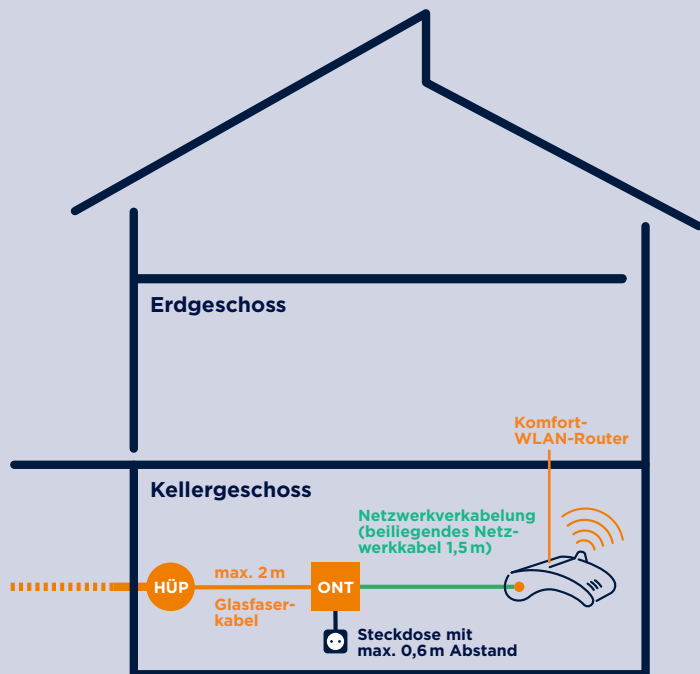 Erdgeschoss
Komfort-
WLAN-Router
Kellergeschoss
Netzwerkverkabelung
(beiliegendes Netz-
werkkabel 1,5 m)
HÜP
max. 2 m
Glasfaser-
kabel
ONT
Steckdose mit
max. 0,6 m Abstand